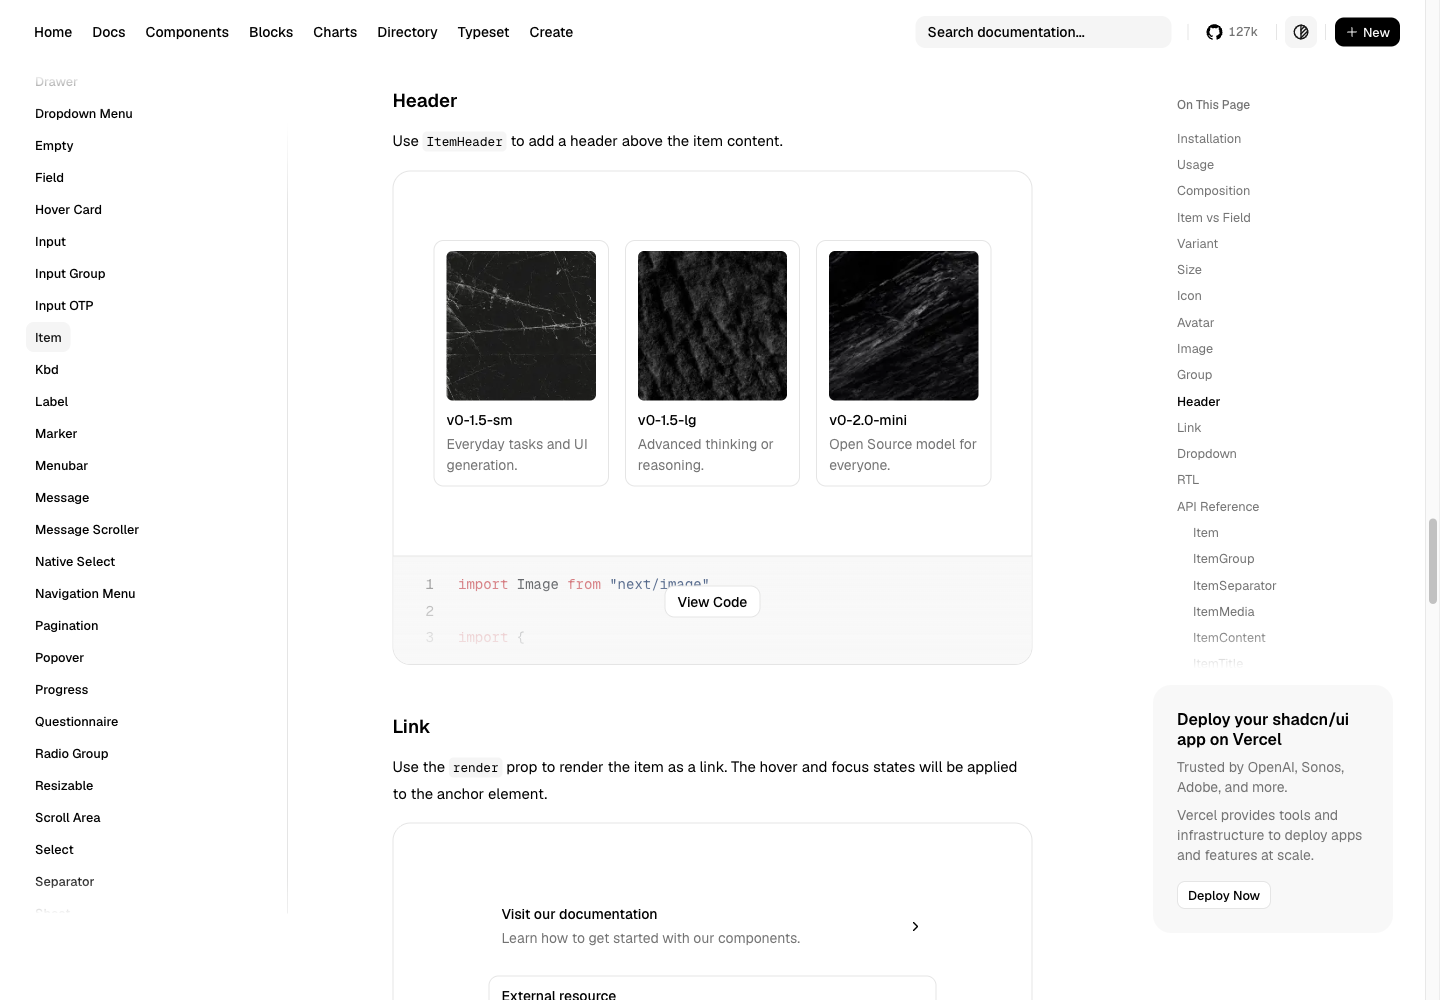 Home Docs Components Blocks Charts Directory Typeset Create
Search documentation...
127k
New
Drawer
Dropdown Menu
Empty
Field
Hover Card
Input
Input Group
Input OTP
Item
Kbd
Label
Marker
Menubar
Message
Message Scroller
Native Select
Navigation Menu
Pagination
Popover
Progress
Questionnaire
Radio Group
Resizable
Scroll Area
Select
Separator
Sheet
Header
Use ItemHeader to add a header above the item content.
v0-1.5-sm
Everyday tasks and UI
generation.
v0-1.5-lg
Advanced thinking or
reasoning.
v0-2.0-mini
Open Source model for
everyone.
1 import Image from "next/image"
2
3 import {
View Code
Link
Use the render prop to render the item as a link. The hover and focus states will be applied
to the anchor element.
Visit our documentation
Learn how to get started with our components.
External resource
On This Page
Installation
Usage
Composition
Item vs Field
Variant
Size
Icon
Avatar
Image
Group
Header
Link
Dropdown
RTL
API Reference
Item
ItemGroup
ItemSeparator
ItemMedia
ItemContent
ItemTitle
Deploy your shadcn/ui
app on Vercel
Trusted by OpenAI, Sonos,
Adobe, and more.
Vercel provides tools and
infrastructure to deploy apps
and features at scale.
Deploy Now